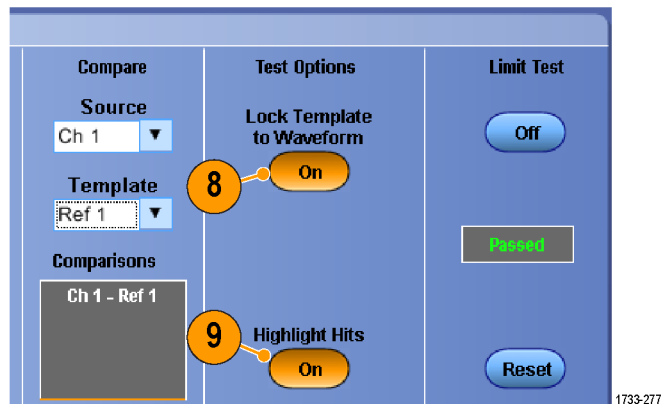 Compare
Source
Ch 1
Template
Ref 1
Comparisons
Ch 1 - Ref 1
Test Options
Lock Template
to Waveform
8
On
9
Highlight Hits
On
Limit Test
Off
Passed
Reset
1733-277